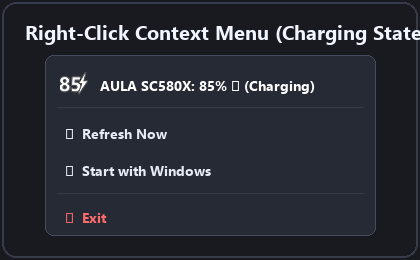 Right-Click Context Menu (Charging State
85⚡ AULA SC580X: 85% (Charging)
Refresh Now
Start with Windows
Exit